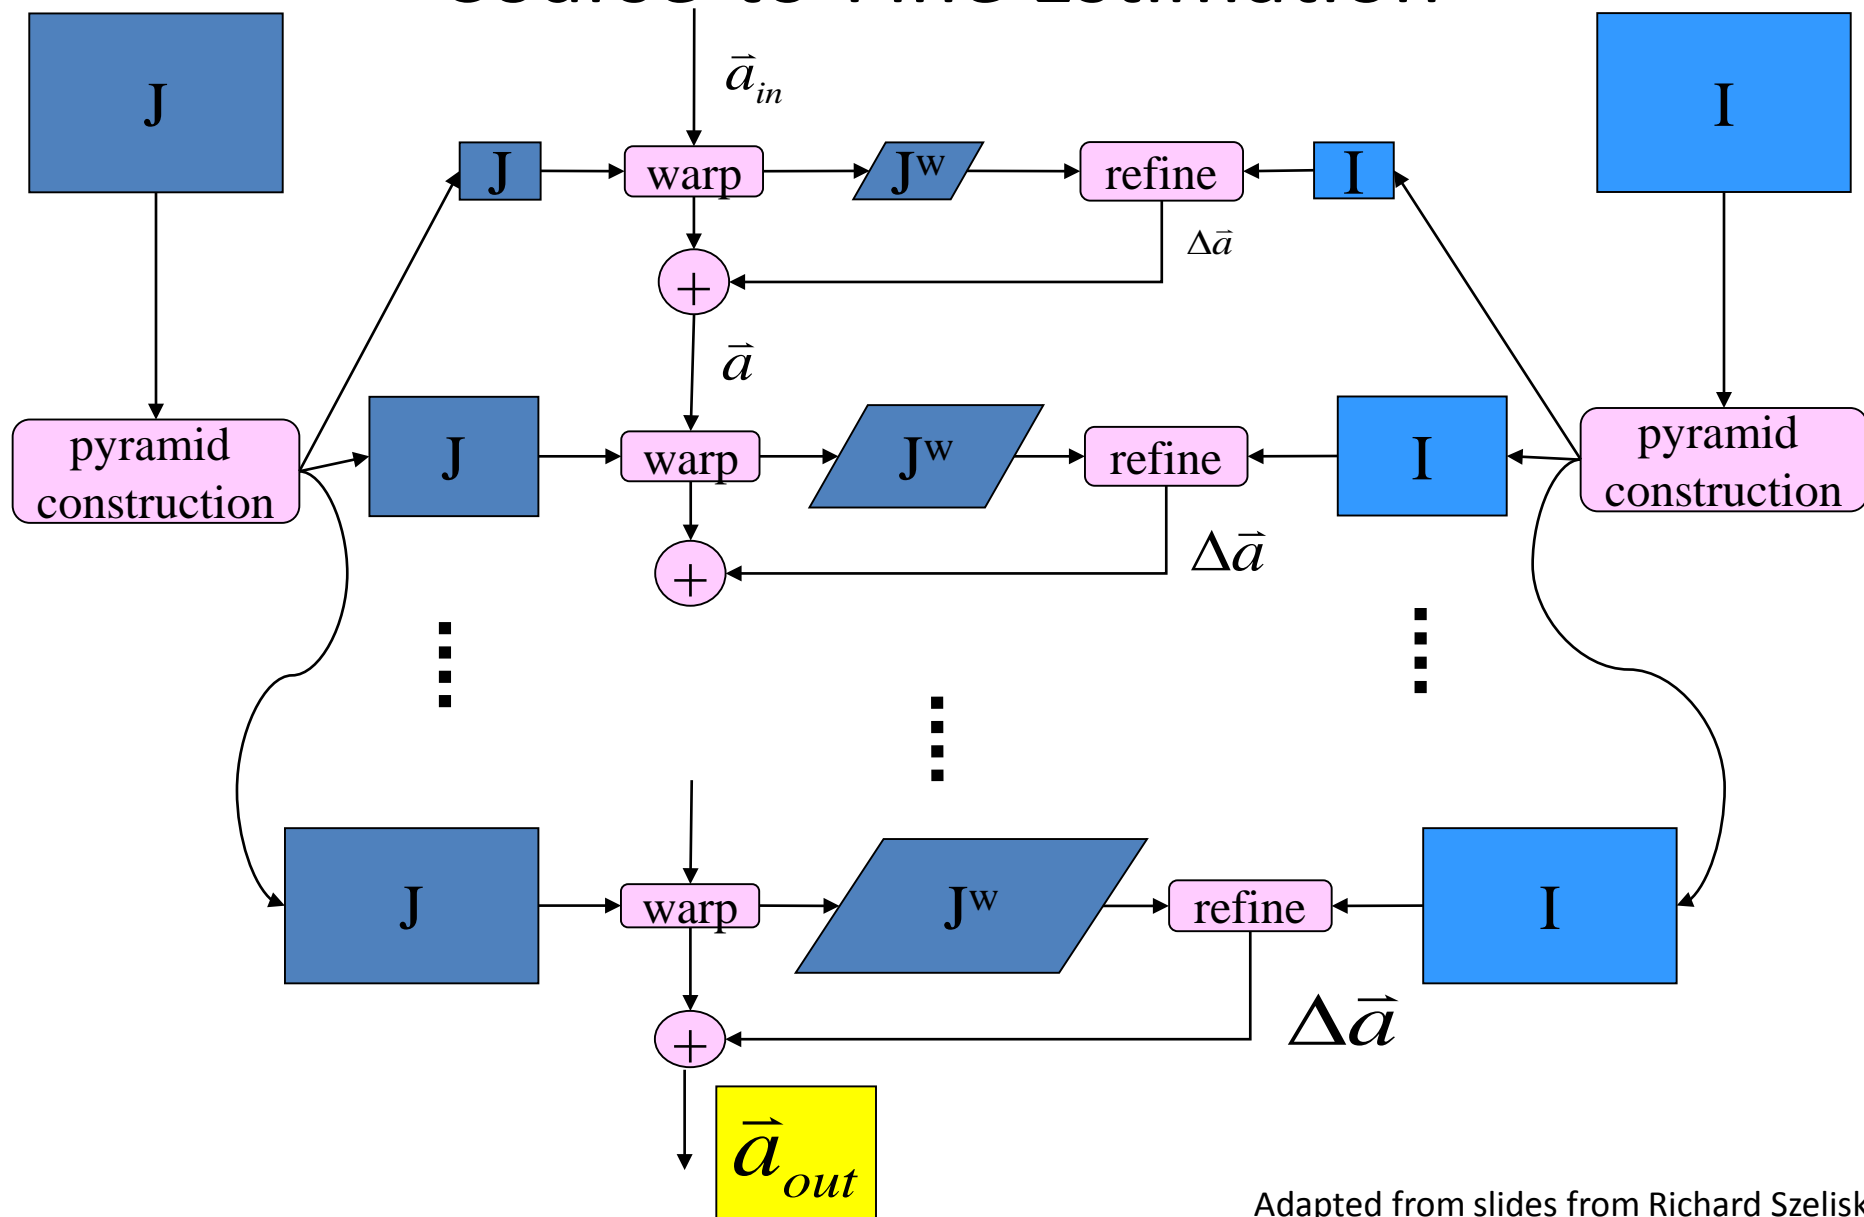 J
I
a⃗in
J
warp
Jw
refine
I
Δa⃗
+
a⃗
pyramid
construction
J
warp
Jw
refine
I
pyramid
construction
Δa⃗
+
J
warp
Jw
refine
I
Δa⃗
+
a⃗out
Adapted from slides from Richard Szelisk